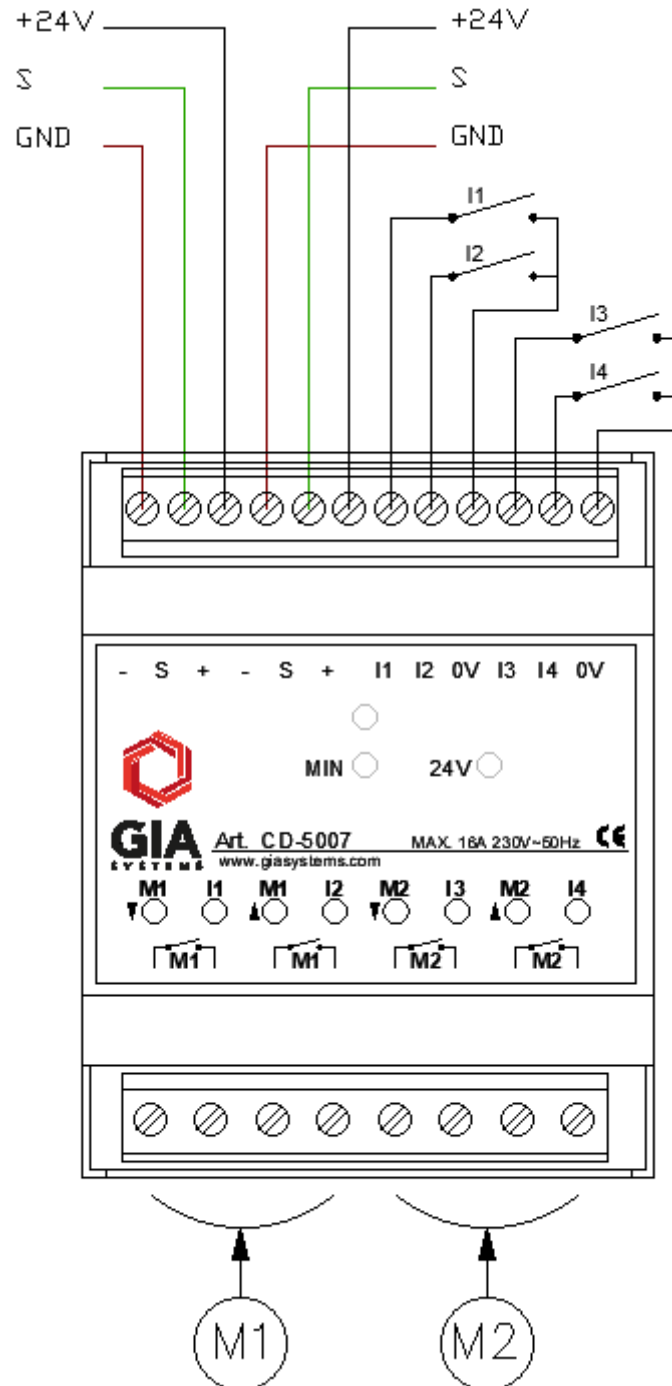 +24V +24V
S S
GND GND
I1
I2
I3
I4
- S + - S + I1 I2 0V I3 I4 0V
MIN 24V
GIA
SYSTEMS
Art. CD-5007 MAX. 16A 230V~50Hz CE
www.giasystems.com
M1 I1 M1 I2 M2 I3 M2 I4
M1 M1 M2 M2
M1 M2